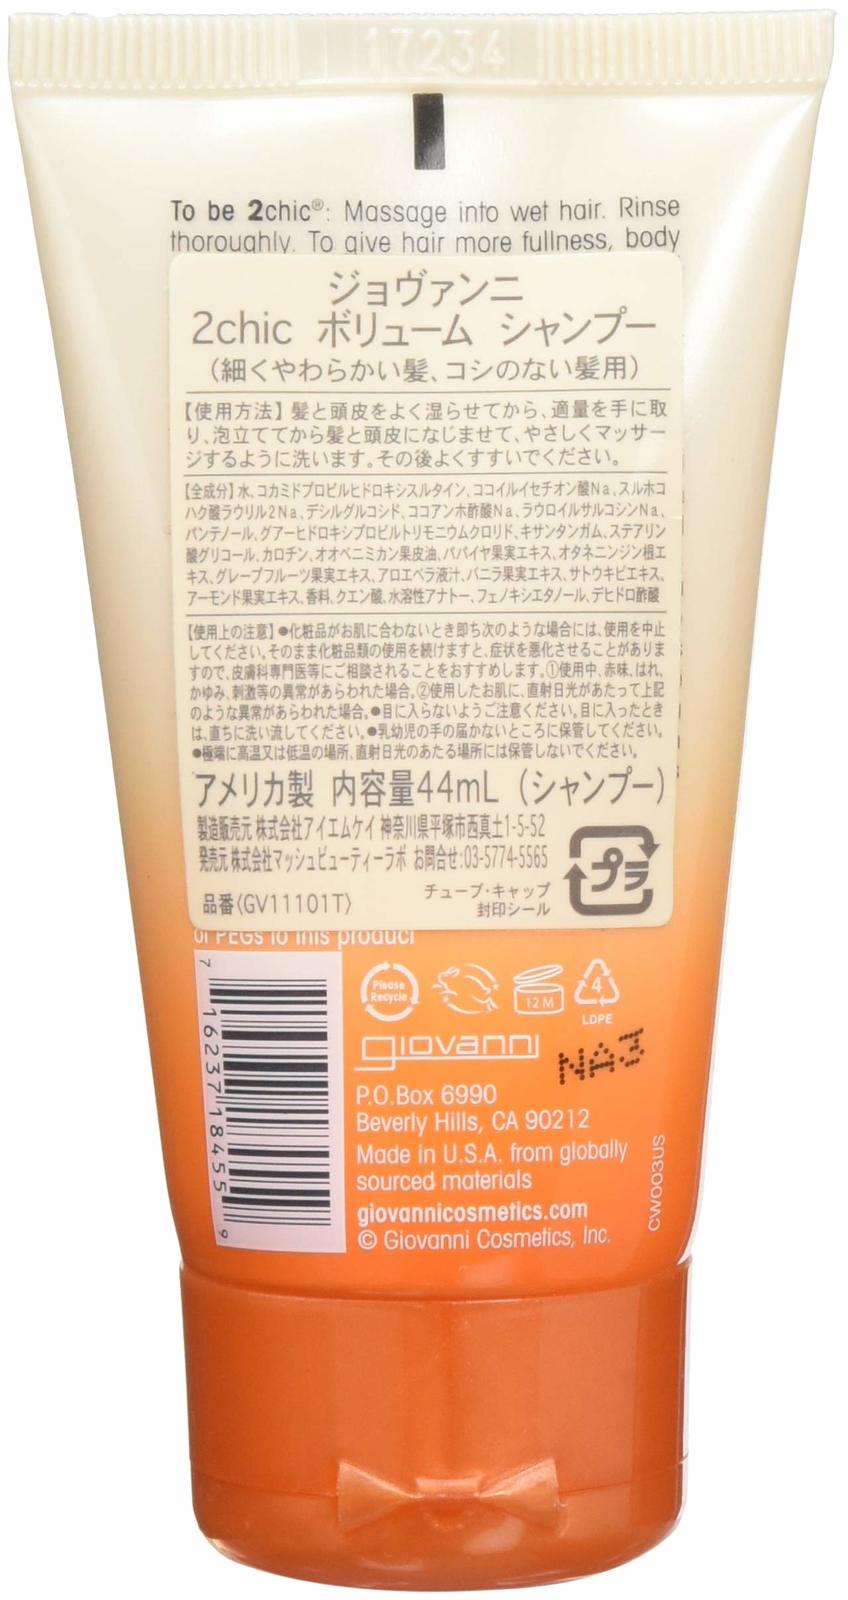 17234
To be 2chic®: Massage into wet hair. Rinse
thoroughly. To give hair more fullness, body
ジョヴァンニ
2chic ボリューム シャンプー
（細くやわらかい髪、コシのない髪用）
【使用方法】髪と頭皮をよく湿らせてから、適量を手に取
り、泡立ててから髪と頭皮になじませて、やさしくマッサー
ジするように洗います。その後よくすすいでください。
【全成分】水、コカミドプロピルヒドロキシスルタイン、ココイルイセチオン酸Na、スルホコ
ハク酸ラウリル2Na、デシルグルコシド、ココアンホ酢酸Na、ラウロイルサルコシンNa、
パンテノール、グアーヒドロキシプロピルトリモニウムクロリド、キサンタンガム、ステアリン
酸グリコール、カロチン、オオベニミカン果皮油、パパイヤ果実エキス、オタネニンジン根エ
キス、グレープフルーツ果実エキス、アロエベラ液汁、バニラ果実エキス、サトウキビエキス、
アーモンド果実エキス、香料、クエン酸、水溶性アナトー、フェノキシエタノール、デヒドロ酢酸
【使用上の注意】●化粧品がお肌に合わないとき即ち次のような場合には、使用を中止
してください。そのまま化粧品類の使用を続けますと、症状を悪化させることがありま
すので、皮膚科専門医等にご相談されることをおすすめします。①使用中、赤味、はれ、
かゆみ、刺激等の異常があらわれた場合。②使用したお肌に、直射日光があたって上記
のような異常があらわれた場合。●目に入らないようご注意ください。目に入ったとき
は、直ちに洗い流してください。●乳幼児の手の届かないところに保管してください。
●極端に高温又は低温の場所、直射日光のあたる場所には保管しないでください。
アメリカ製 内容量44mL（シャンプー）
製造販売元 株式会社アイエムケイ 神奈川県平塚市西真土1-5-52
発売元 株式会社マッシュビューティーラボ お問合せ:03-5774-5565
品番〈GV11101T〉
チューブ・キャップ
封印シール
プラ
of PEGs to this product
7 16237 18455 9
Please
Recycle
12M
4
LDPE
giovanni
NA3
P.O.Box 6990
Beverly Hills, CA 90212
Made in U.S.A. from globally
sourced materials
giovannicosmetics.com
© Giovanni Cosmetics, Inc.
CW003US